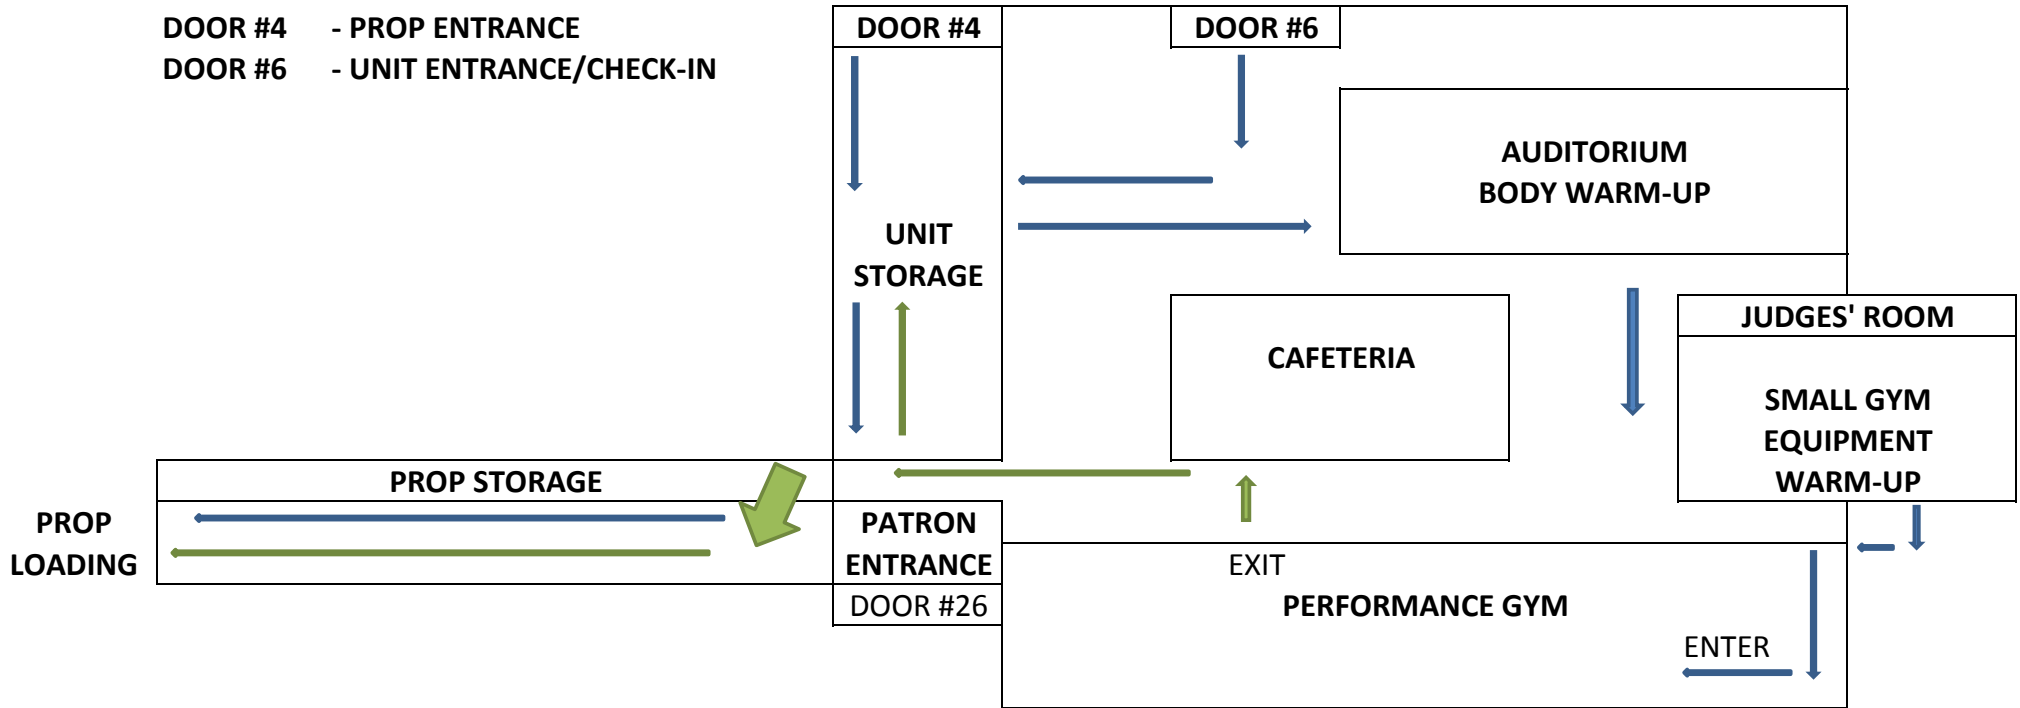 DOOR #4 - PROP ENTRANCE
DOOR #6 - UNIT ENTRANCE/CHECK-IN
DOOR #4
DOOR #6
AUDITORIUM
BODY WARM-UP
UNIT
STORAGE
CAFETERIA
JUDGES' ROOM
SMALL GYM
EQUIPMENT
WARM-UP
PROP STORAGE
PROP
LOADING
PATRON
ENTRANCE
DOOR #26
EXIT
PERFORMANCE GYM
ENTER